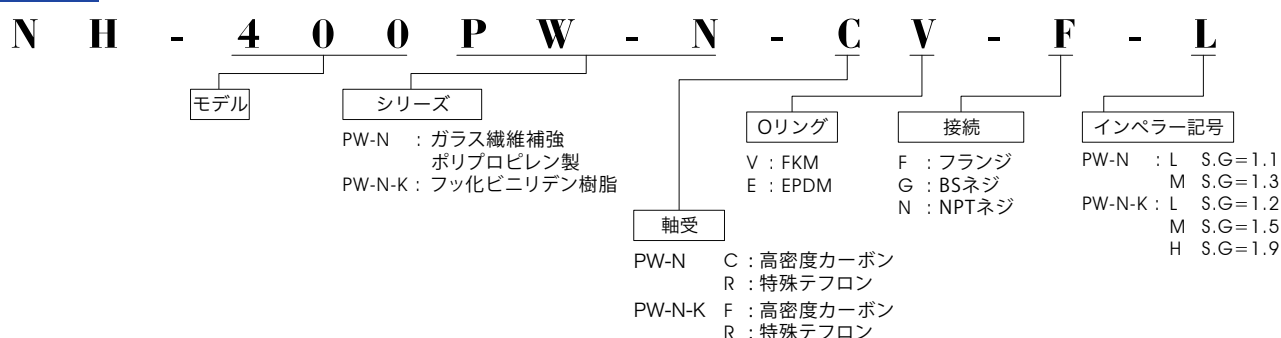 NH-400PW-N-CV-F-L
モデル
シリーズ
PW-N : ガラス繊維補強
ポリプロピレン製
PW-N-K : フッ化ビニリデン樹脂
軸受
PW-N C : 高密度カーボン
R : 特殊テフロン
PW-N-K F : 高密度カーボン
R : 特殊テフロン
Oリング
V : FKM
E : EPDM
接続
F : フランジ
G : BSネジ
N : NPTネジ
インペラー記号
PW-N : L S.G=1.1
M S.G=1.3
PW-N-K : L S.G=1.2
M S.G=1.5
H S.G=1.9